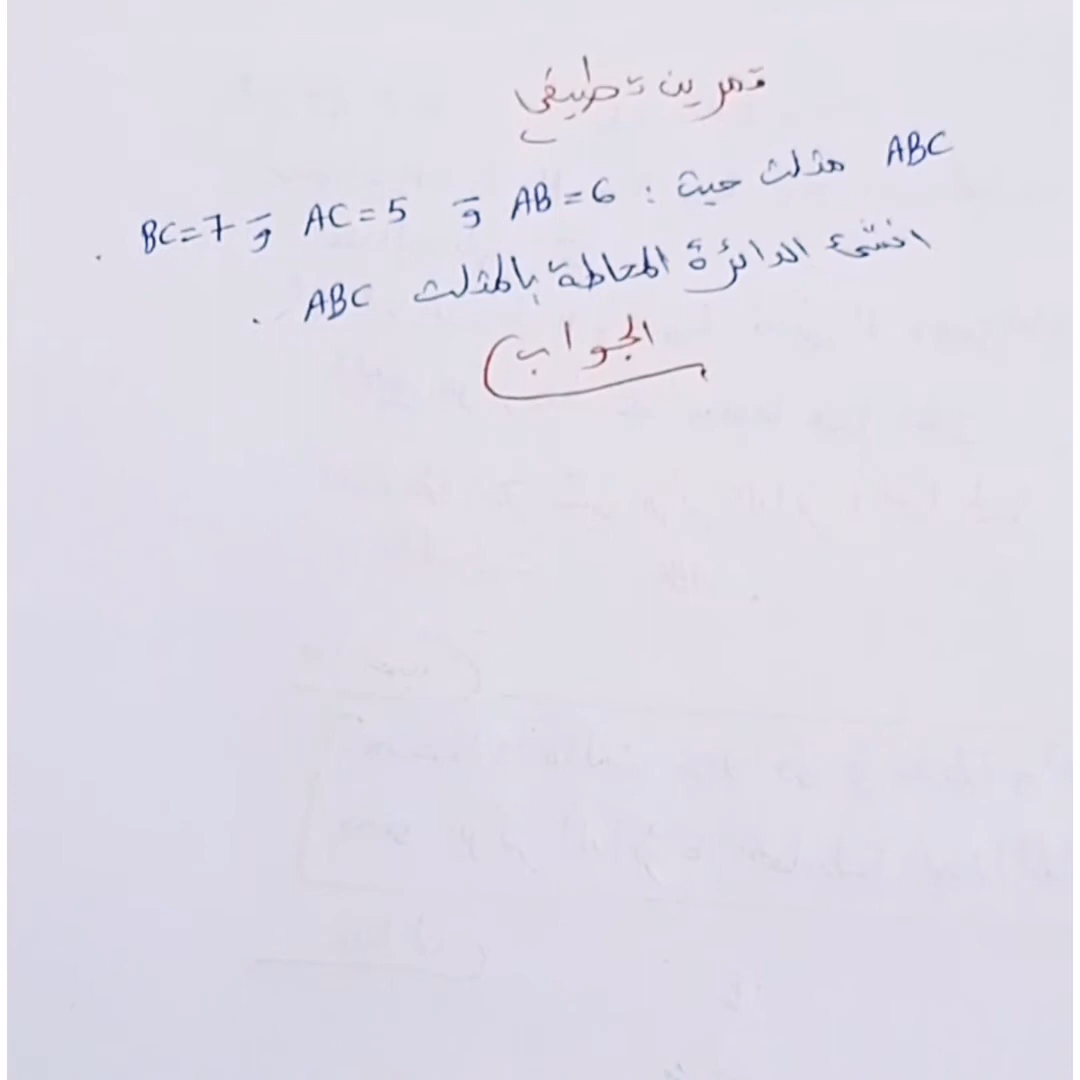 تمرين تطبيقي
ABC مثلث حيث : AB = 6 و AC = 5 و BC = 7 .
انشئ الدائرة المحاطة بالمثلث ABC .
الجواب